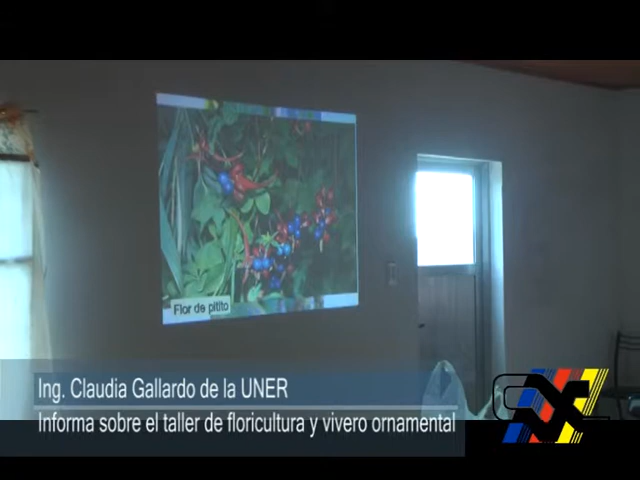 Flor de pitito
Ing. Claudia Gallardo de la UNER
Informa sobre el taller de floricultura y vivero ornamental